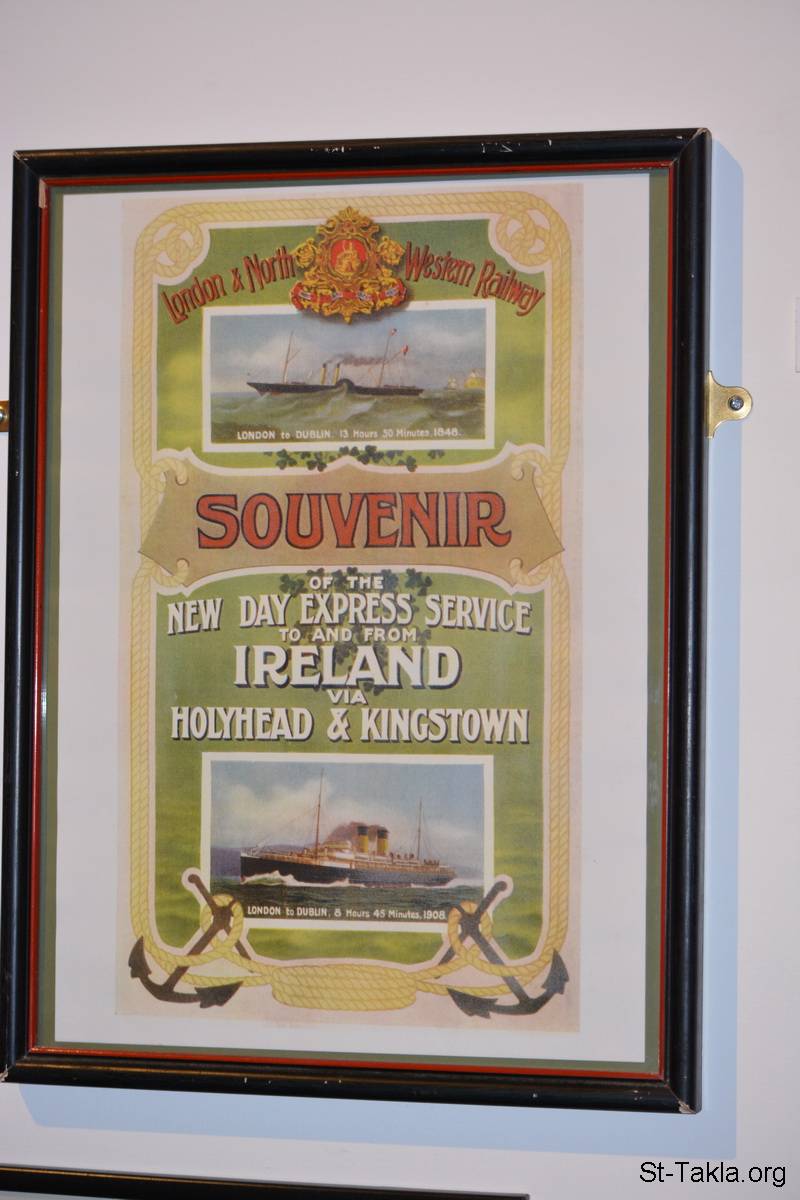 London & North Western Railway
LONDON to DUBLIN, 13 Hours 50 Minutes, 1848.
SOUVENIR
OF THE
NEW DAY EXPRESS SERVICE
TO AND FROM
IRELAND
VIA
HOLYHEAD & KINGSTOWN
LONDON to DUBLIN, 8 Hours 45 Minutes, 1908
St-Takla.org